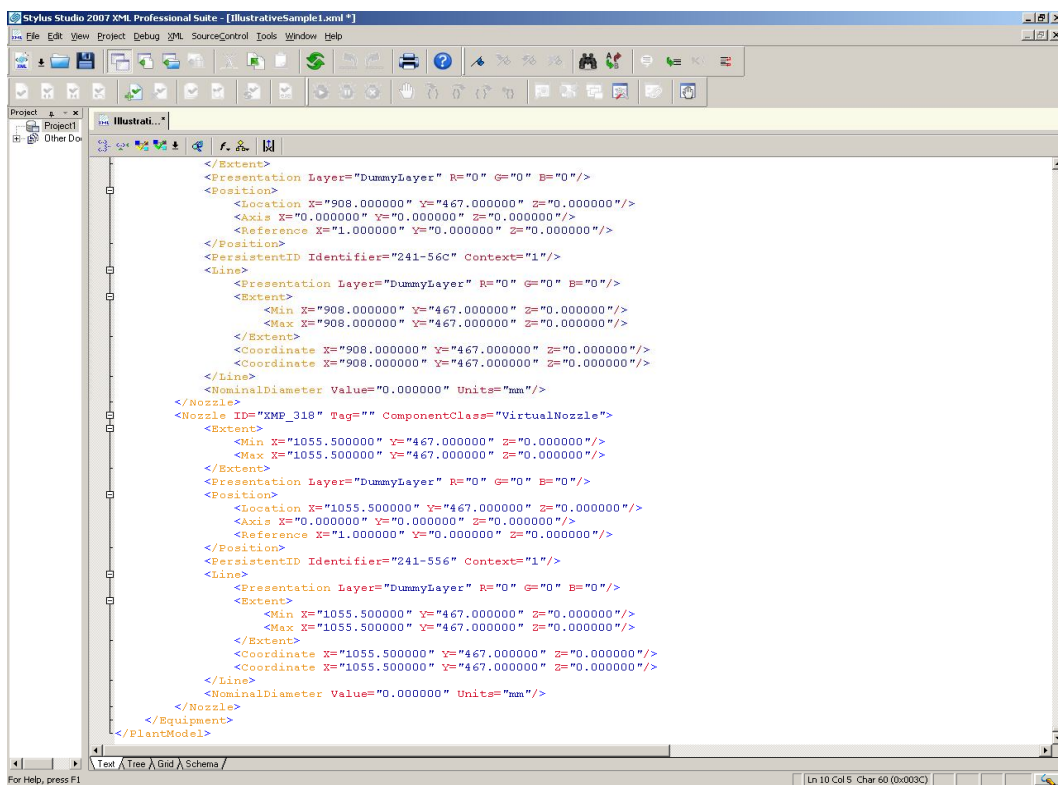 Stylus Studio 2007 XML Professional Suite - [IllustrativeSample1.xml *]
File Edit View Project Debug XML SourceControl Tools Window Help
Project
Project1
Other Do
Illustrati...*
</Extent>
<Presentation Layer="DummyLayer" R="0" G="0" B="0"/>
<Position>
<Location X="908.000000" Y="467.000000" Z="0.000000"/>
<Axis X="0.000000" Y="0.000000" Z="0.000000"/>
<Reference X="1.000000" Y="0.000000" Z="0.000000"/>
</Position>
<PersistentID Identifier="241-56C" Context="1"/>
<Line>
<Presentation Layer="DummyLayer" R="0" G="0" B="0"/>
<Extent>
<Min X="908.000000" Y="467.000000" Z="0.000000"/>
<Max X="908.000000" Y="467.000000" Z="0.000000"/>
</Extent>
<Coordinate X="908.000000" Y="467.000000" Z="0.000000"/>
<Coordinate X="908.000000" Y="467.000000" Z="0.000000"/>
</Line>
<NominalDiameter Value="0.000000" Units="mm"/>
</Nozzle>
<Nozzle ID="XMP_318" Tag="" ComponentClass="VirtualNozzle">
<Extent>
<Min X="1055.500000" Y="467.000000" Z="0.000000"/>
<Max X="1055.500000" Y="467.000000" Z="0.000000"/>
</Extent>
<Presentation Layer="DummyLayer" R="0" G="0" B="0"/>
<Position>
<Location X="1055.500000" Y="467.000000" Z="0.000000"/>
<Axis X="0.000000" Y="0.000000" Z="0.000000"/>
<Reference X="1.000000" Y="0.000000" Z="0.000000"/>
</Position>
<PersistentID Identifier="241-556" Context="1"/>
<Line>
<Presentation Layer="DummyLayer" R="0" G="0" B="0"/>
<Extent>
<Min X="1055.500000" Y="467.000000" Z="0.000000"/>
<Max X="1055.500000" Y="467.000000" Z="0.000000"/>
</Extent>
<Coordinate X="1055.500000" Y="467.000000" Z="0.000000"/>
<Coordinate X="1055.500000" Y="467.000000" Z="0.000000"/>
</Line>
<NominalDiameter Value="0.000000" Units="mm"/>
</Nozzle>
</Equipment>
</PlantModel>
Text Tree Grid Schema
For Help, press F1
Ln 10 Col 5 Char 60 (0x003C)